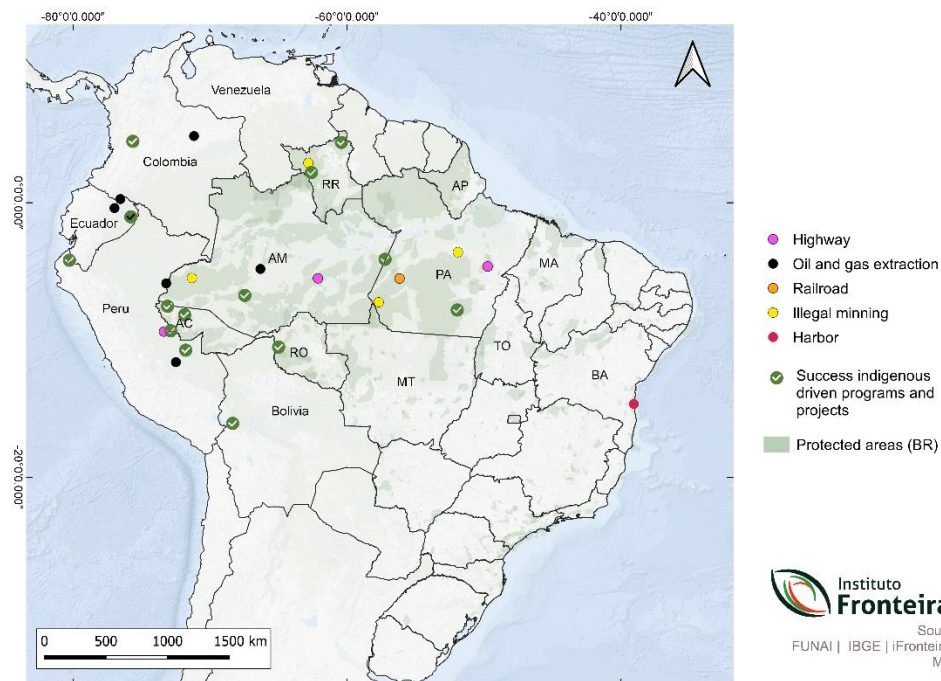 -80°0'0.000"
-60°0'0.000"
-40°0'0.000"
Venezuela
Colombia
RR
AP
0°0'0.000"
Ecuador
AM
PA
MA
Peru
AC
RO
TO
MT
BA
Bolivia
-20°0'0.000"
0 500 1000 1500 km
Highway
Oil and gas extraction
Railroad
Illegal minning
Harbor
Success indigenous
driven programs and
projects
Protected areas (BR)
Instituto
Fronteira
Sou
FUNAI | IBGE | iFronteir
M